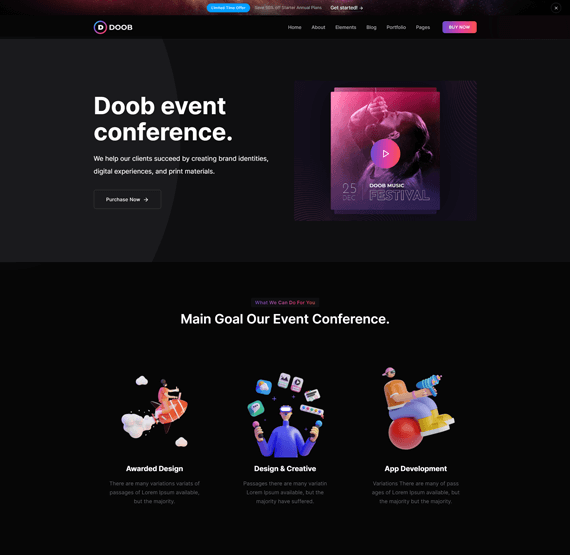 Limited Time Offer Save 50% off Starter Annual Plans Get started!
DOOB
Home About Elements Blog Portfolio Pages BUY NOW
Doob event
conference.
We help our clients succeed by creating brand identities,
digital experiences, and print materials.
Purchase Now
25
DEC
DOOB MUSIC
FESTIVAL
What We Can Do For You
Main Goal Our Event Conference.
Awarded Design
There are many variations variats of
passages of Lorem Ipsum available,
but the majority.
Design & Creative
Passages there are many variatin
Lorem Ipsum available, but the
majority have suffered.
App Development
Variations There are many of pass
ages of Lorem Ipsum available, but
the majority but the majority.